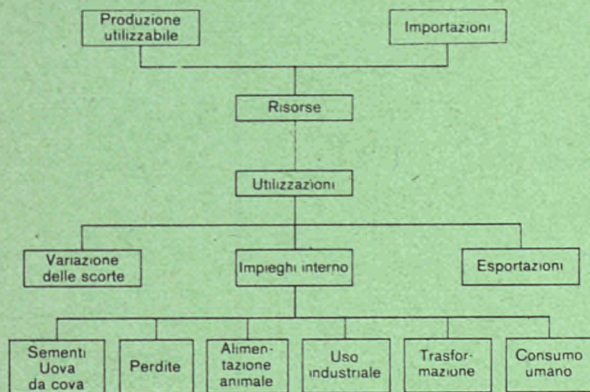 Produzione
utilizzabile
Importazioni
Risorse
Utilizzazioni
Variazione
delle scorte
Impieghi interno
Esportazioni
Sementi
Uova
da cova
Perdite
Alimen-
tazione
animale
Uso
industriale
Trasfor-
mazione
Consumo
umano